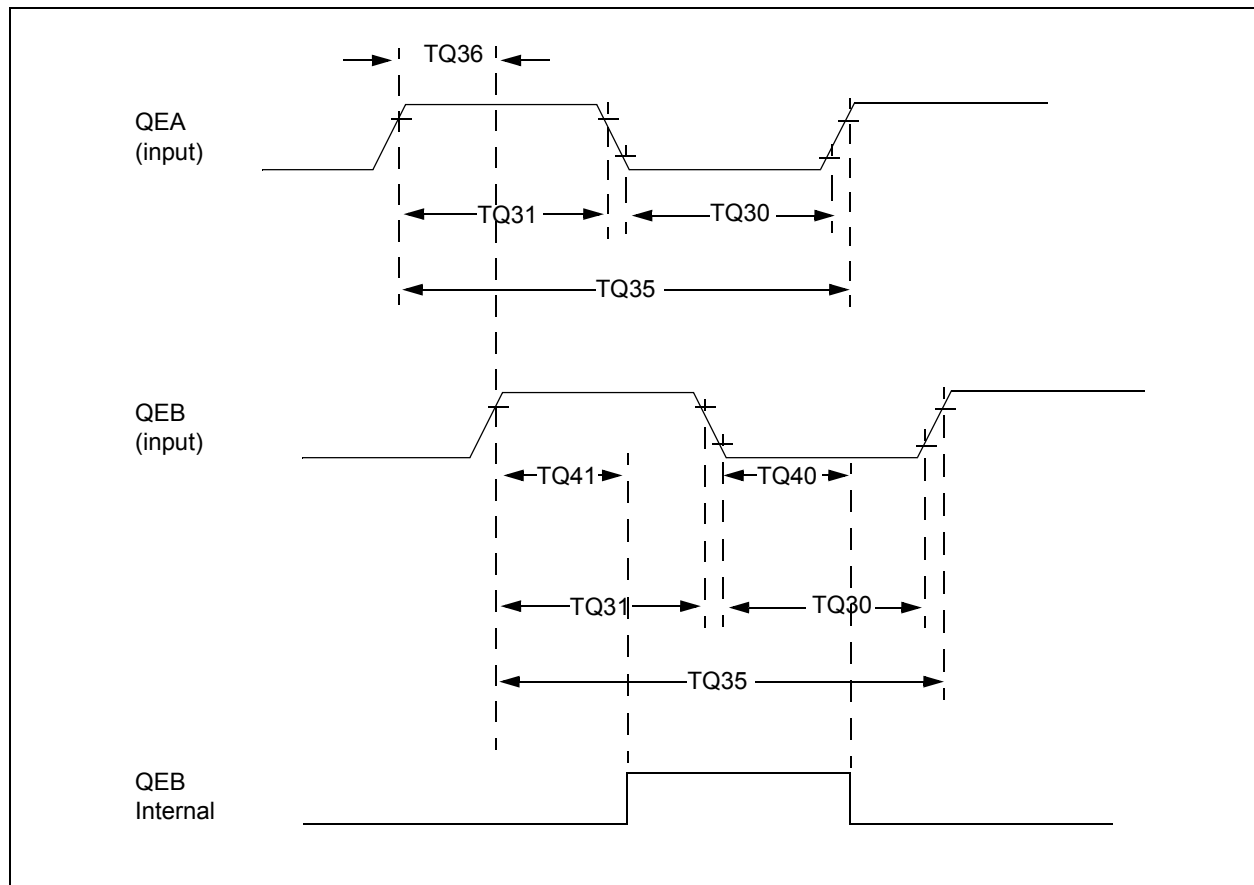 TQ36
QEA
(input)
TQ31
TQ30
TQ35
QEB
(input)
TQ41
TQ40
TQ31
TQ30
TQ35
QEB
Internal